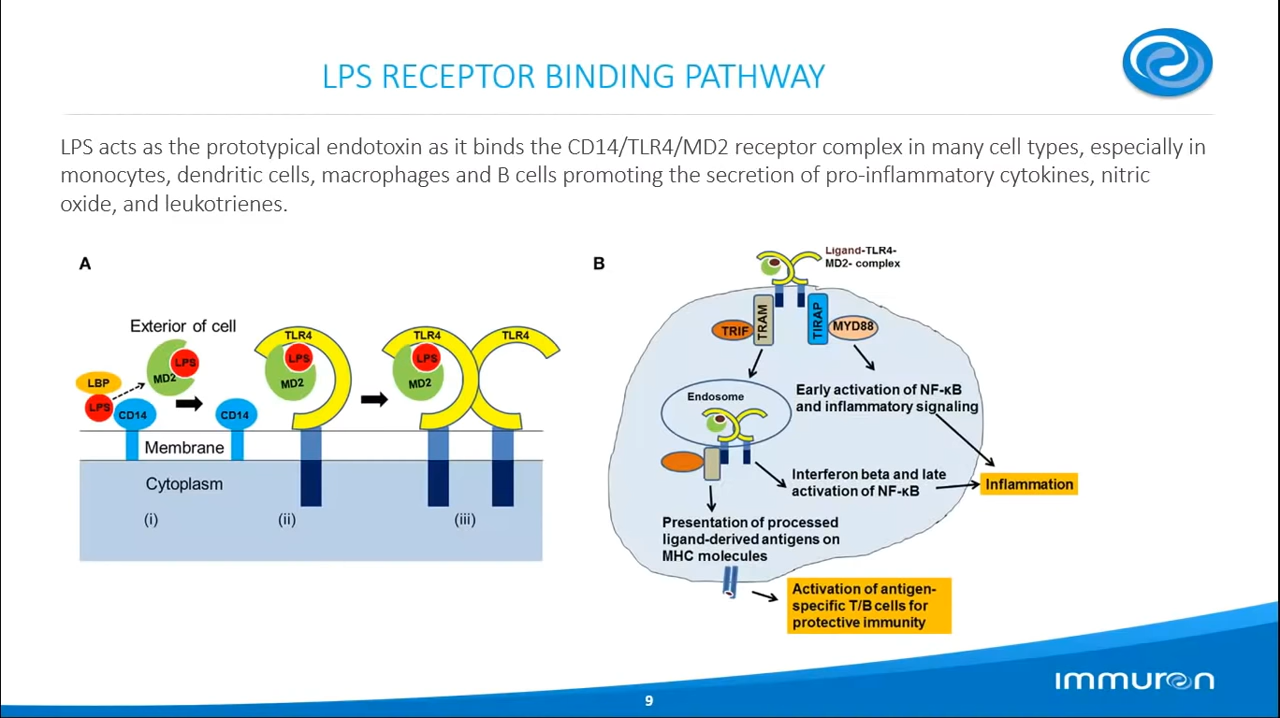 LPS RECEPTOR BINDING PATHWAY
LPS acts as the prototypical endotoxin as it binds the CD14/TLR4/MD2 receptor complex in many cell types, especially in
monocytes, dendritic cells, macrophages and B cells promoting the secretion of pro-inflammatory cytokines, nitric
oxide, and leukotrienes.
A
Exterior of cell
LBP
LPS
CD14
MD2
LPS
CD14
TLR4
LPS
MD2
TLR4
LPS
MD2
TLR4
Membrane
Cytoplasm
(i)
(ii)
(iii)
B
Ligand-TLR4-
MD2- complex
TRIF
TRAM
TIRAP
MYD88
Early activation of NF-κB
and inflammatory signaling
Endosome
Interferon beta and late
activation of NF-κB
Inflammation
Presentation of processed
ligand-derived antigens on
MHC molecules
Activation of antigen-
specific T/B cells for
protective immunity
immuron
9